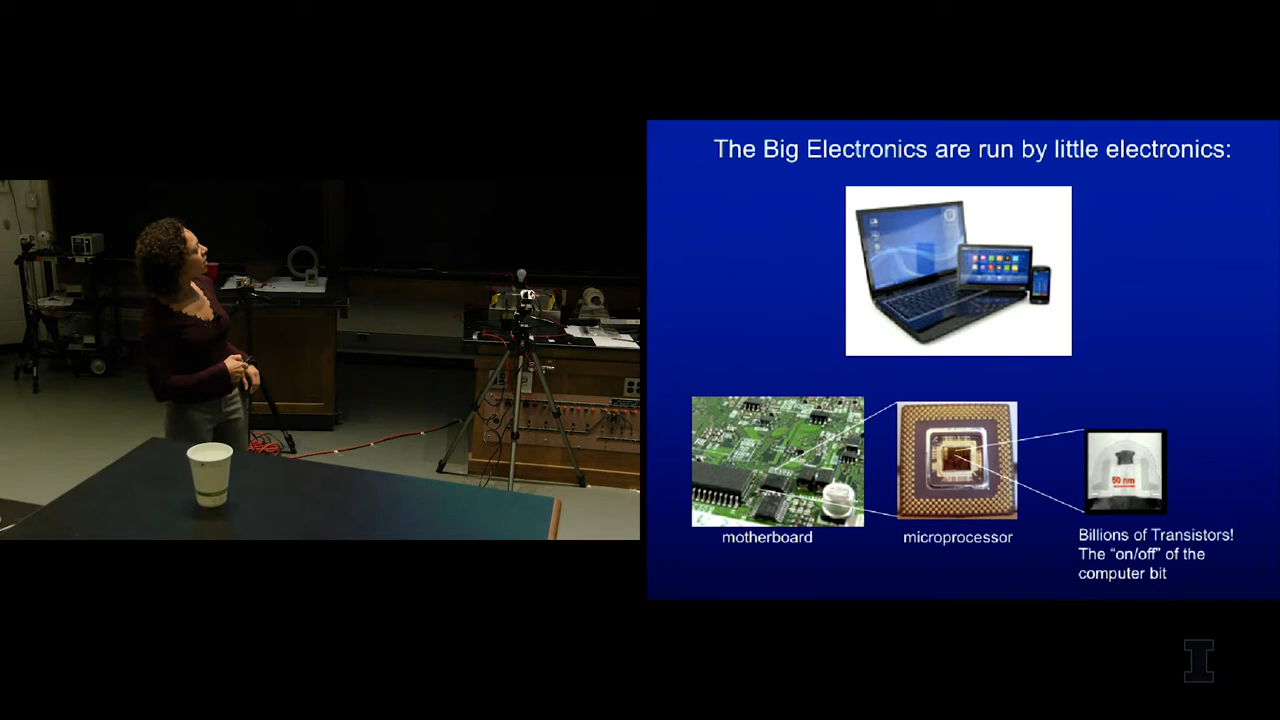 The Big Electronics are run by little electronics:
50 nm
motherboard
microprocessor
Billions of Transistors!
The “on/off” of the
computer bit
I